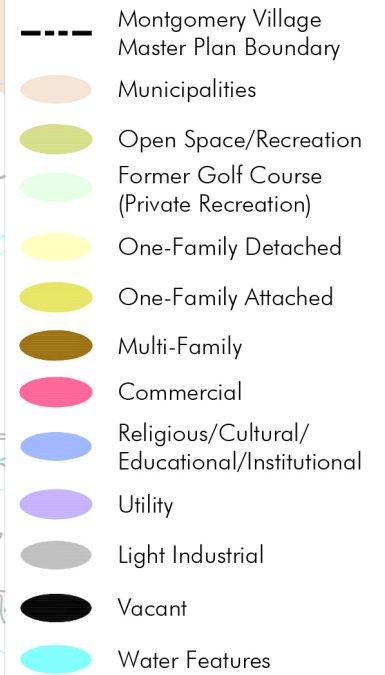 Montgomery Village
Master Plan Boundary
Municipalities
Open Space/Recreation
Former Golf Course
(Private Recreation)
One-Family Detached
One-Family Attached
Multi-Family
Commercial
Religious/Cultural/
Educational/Institutional
Utility
Light Industrial
Vacant
Water Features